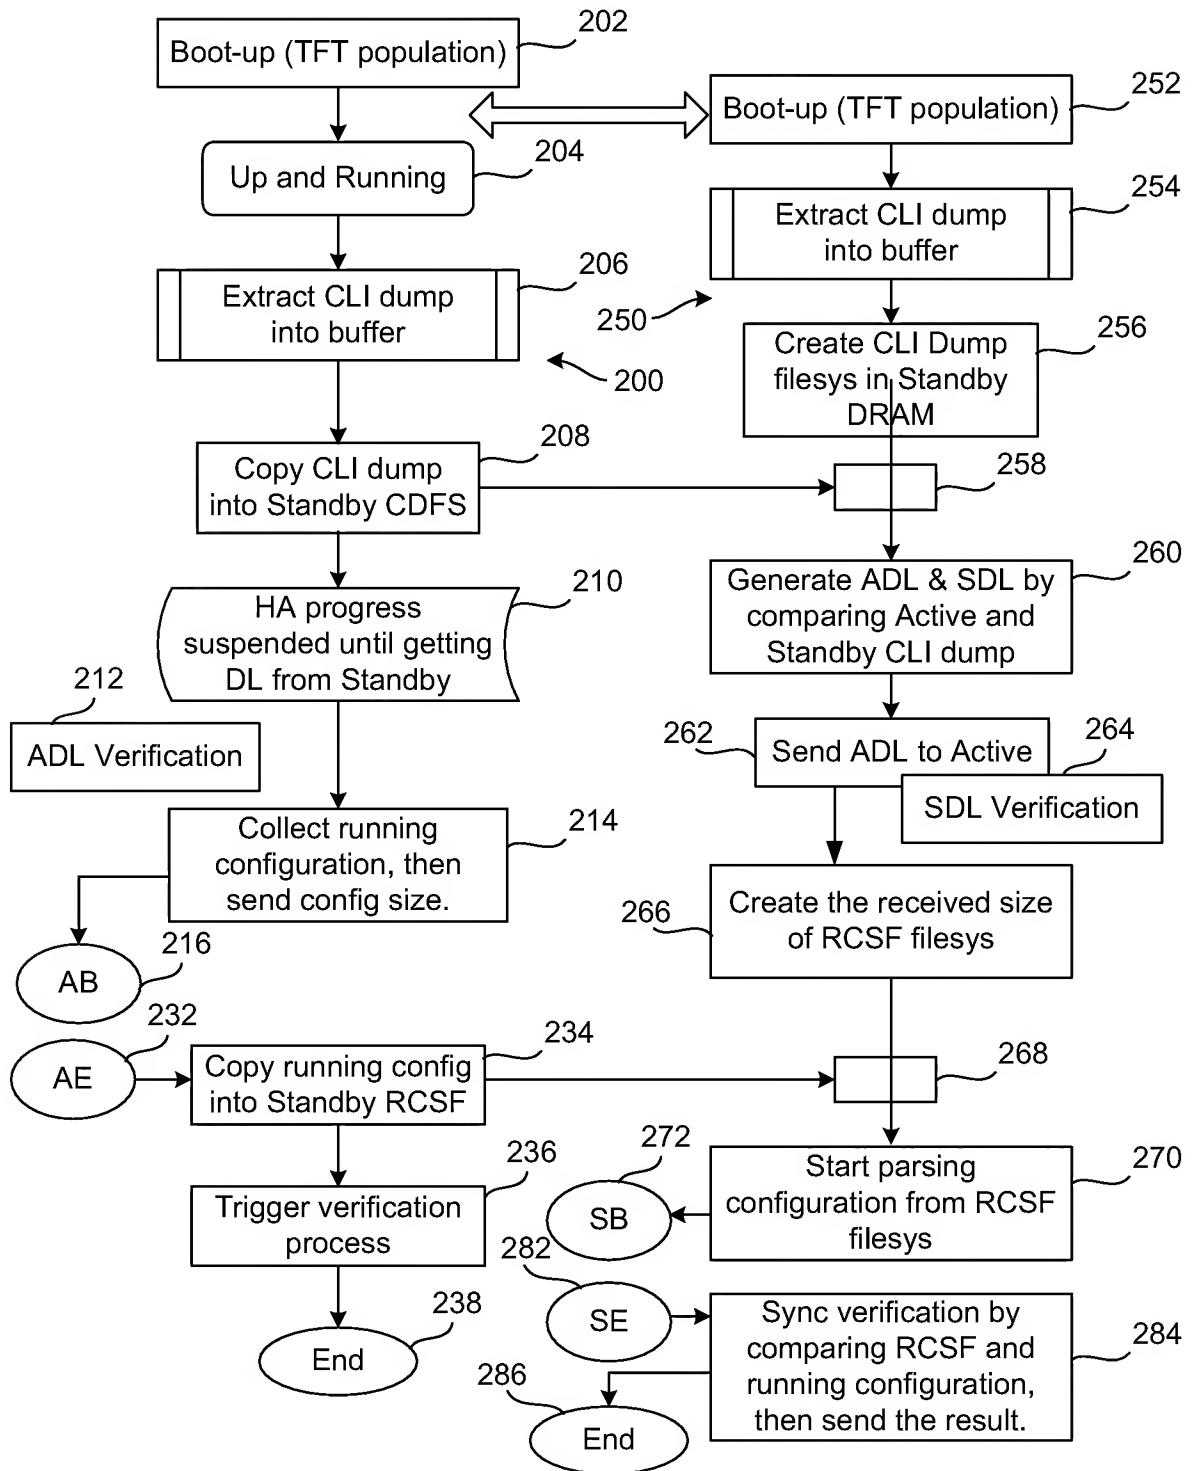 202
Boot-up (TFT population)
252
Boot-up (TFT population)
204
Up and Running
254
Extract CLI dump
into buffer
206
Extract CLI dump
into buffer
250
200
256
Create CLI Dump
filesys in Standby
DRAM
208
Copy CLI dump
into Standby CDFS
258
210
HA progress
suspended until getting
DL from Standby
260
Generate ADL & SDL by
comparing Active and
Standby CLI dump
212
ADL Verification
262
Send ADL to Active
264
SDL Verification
214
Collect running
configuration, then
send config size.
266
Create the received size
of RCSF filesys
216
AB
232
AE
234
Copy running config
into Standby RCSF
268
236
Trigger verification
process
270
Start parsing
configuration from RCSF
filesys
272
SB
282
SE
284
Sync verification by
comparing RCSF and
running configuration,
then send the result.
238
End
286
End